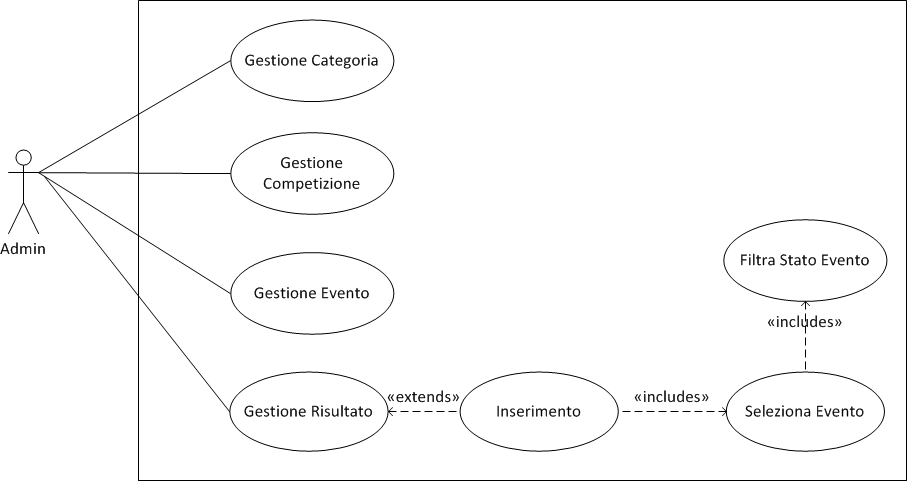 Gestione Categoria
Gestione
Competizione
Admin
Filtra Stato Evento
Gestione Evento
«includes»
Gestione Risultato
«extends»
Inserimento
«includes»
Seleziona Evento